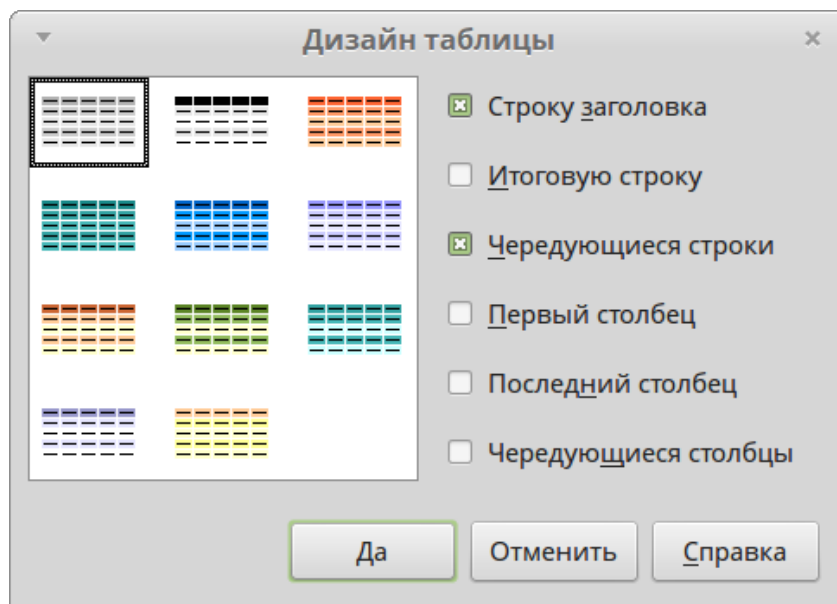 Дизайн таблицы
Строку заголовка
Итоговую строку
Чередующиеся строки
Первый столбец
Последний столбец
Чередующиеся столбцы
Да
Отменить
Справка